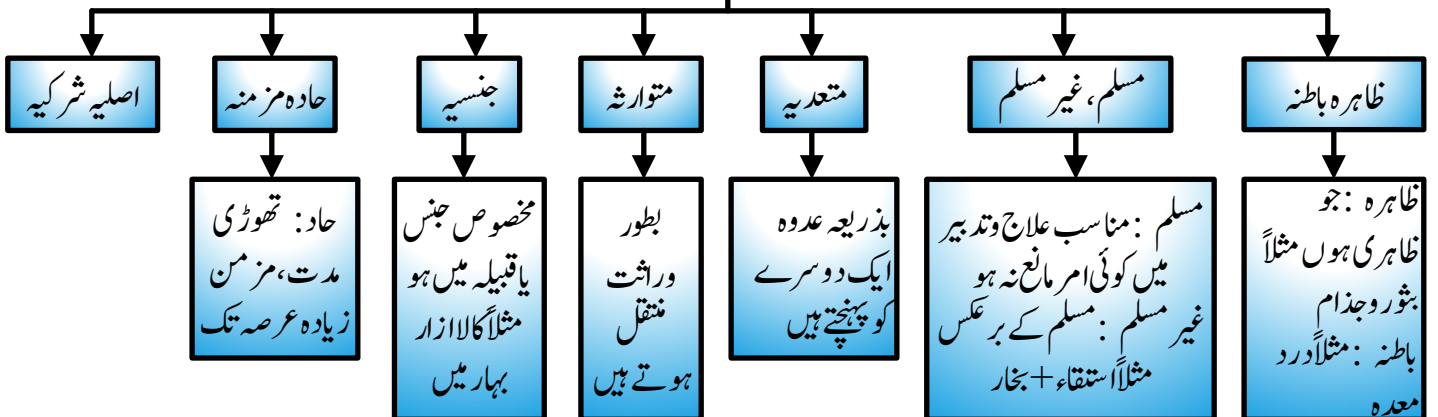 ظاہرہ باطنہ
مسلم، غیر مسلم
متعدیہ
متوارثہ
جنسیہ
حادہ مزمنہ
اصلیہ شرکیہ
ظاہرہ : جو
ظاہری ہوں مثلاً
بثور و جذام
باطنہ : مثلاً درد
معدہ
مسلم : مناسب علاج و تدبیر
میں کوئی امر مانع نہ ہو
غیر مسلم : مسلم کے برعکس
مثلاً استقاء + بخار
بذریعہ عدوہ
ایک دوسرے
کو پہنچتے ہیں
بطور
وراثت
منتقل
ہوتے ہیں
مخصوص جنس
یا قبیلہ میں ہو
مثلاً کالا ازار
بہار میں
حاد : تھوڑی
مدت، مزمن
زیادہ عرصہ تک